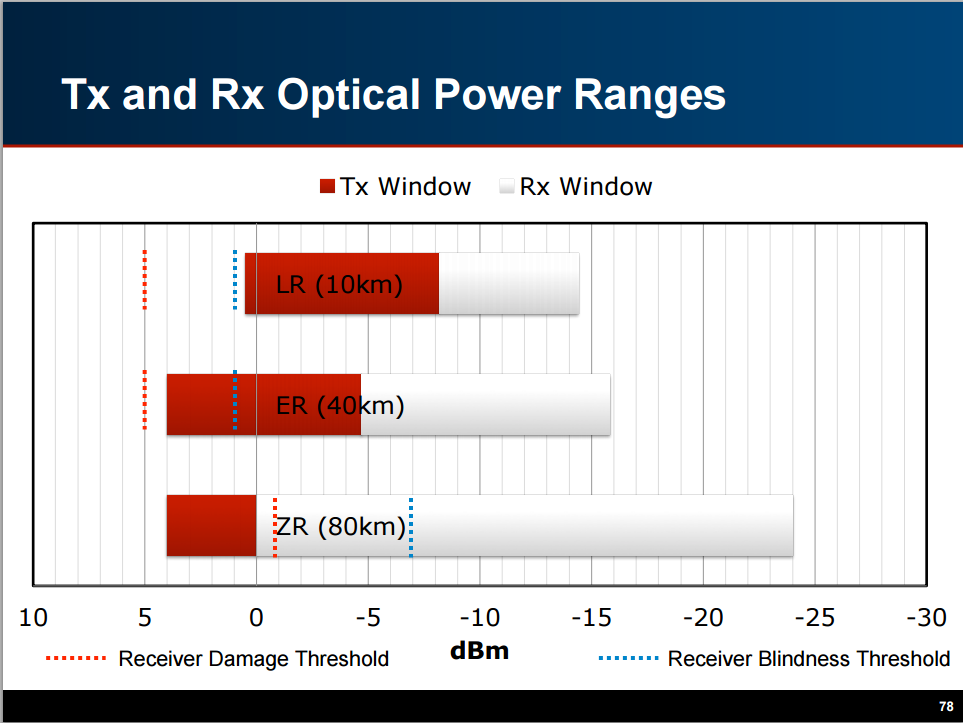 Tx and Rx Optical Power Ranges
Tx Window Rx Window
LR (10km)
ER (40km)
ZR (80km)
10 5 0 -5 -10 -15 -20 -25 -30
dBm
Receiver Damage Threshold Receiver Blindness Threshold
78